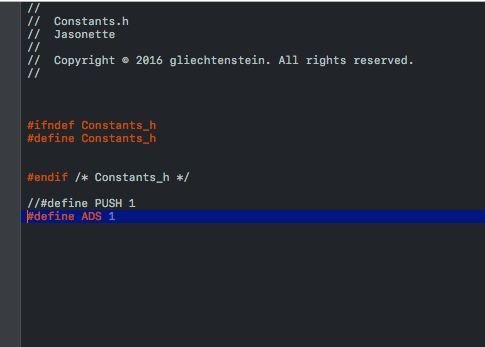 //
//  Constants.h
//  Jasonette
//
//  Copyright © 2016 gliechtenstein. All rights reserved.
//
#ifndef Constants_h
#define Constants_h
#endif /* Constants_h */
//#define PUSH 1
#define ADS 1